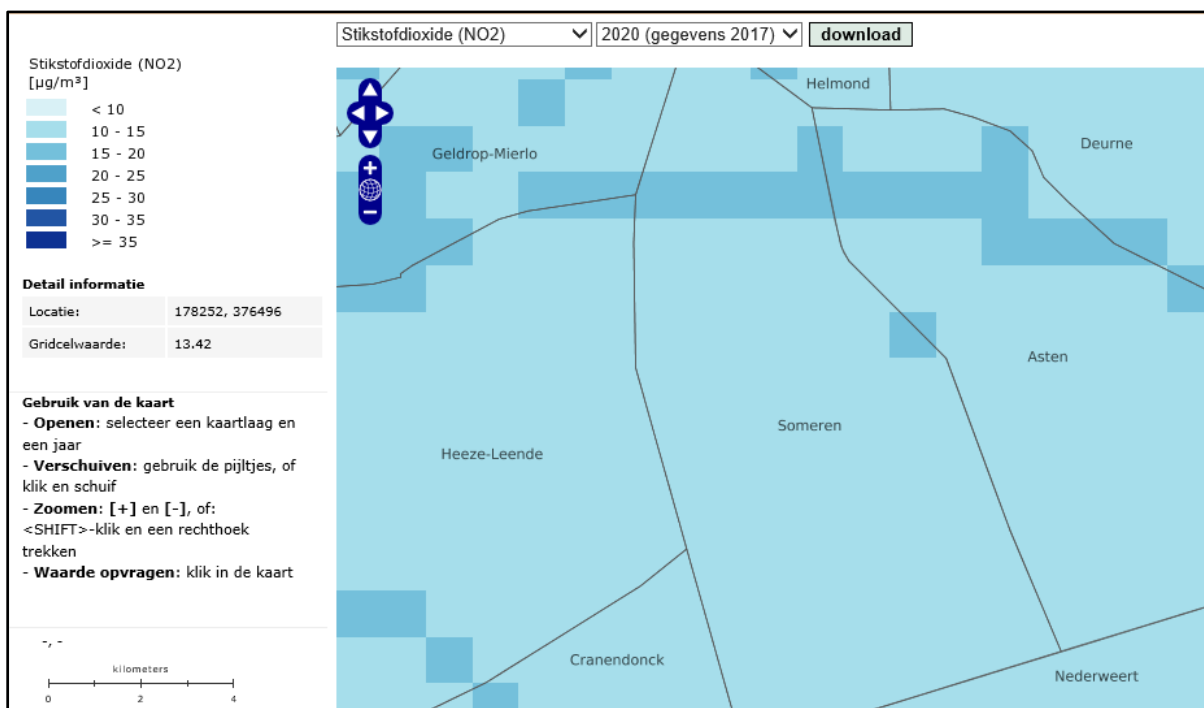 Stikstofdioxide (NO2)
2020 (gegevens 2017)
download
Stikstofdioxide (NO2)
[µg/m³]
< 10
10 - 15
15 - 20
20 - 25
25 - 30
30 - 35
>= 35
Detail informatie
Locatie: 178252, 376496
Gridcelwaarde: 13.42
Gebruik van de kaart
- Openen: selecteer een kaartlaag en
een jaar
- Verschuiven: gebruik de pijltjes, of
klik en schuif
- Zoomen: [+] en [-], of:
<SHIFT>-klik en een rechthoek
trekken
- Waarde opvragen: klik in de kaart
-, -
kilometers
0 2 4
Helmond
Deurne
Geldrop-Mierlo
Asten
Someren
Heeze-Leende
Cranendonck
Nederweert